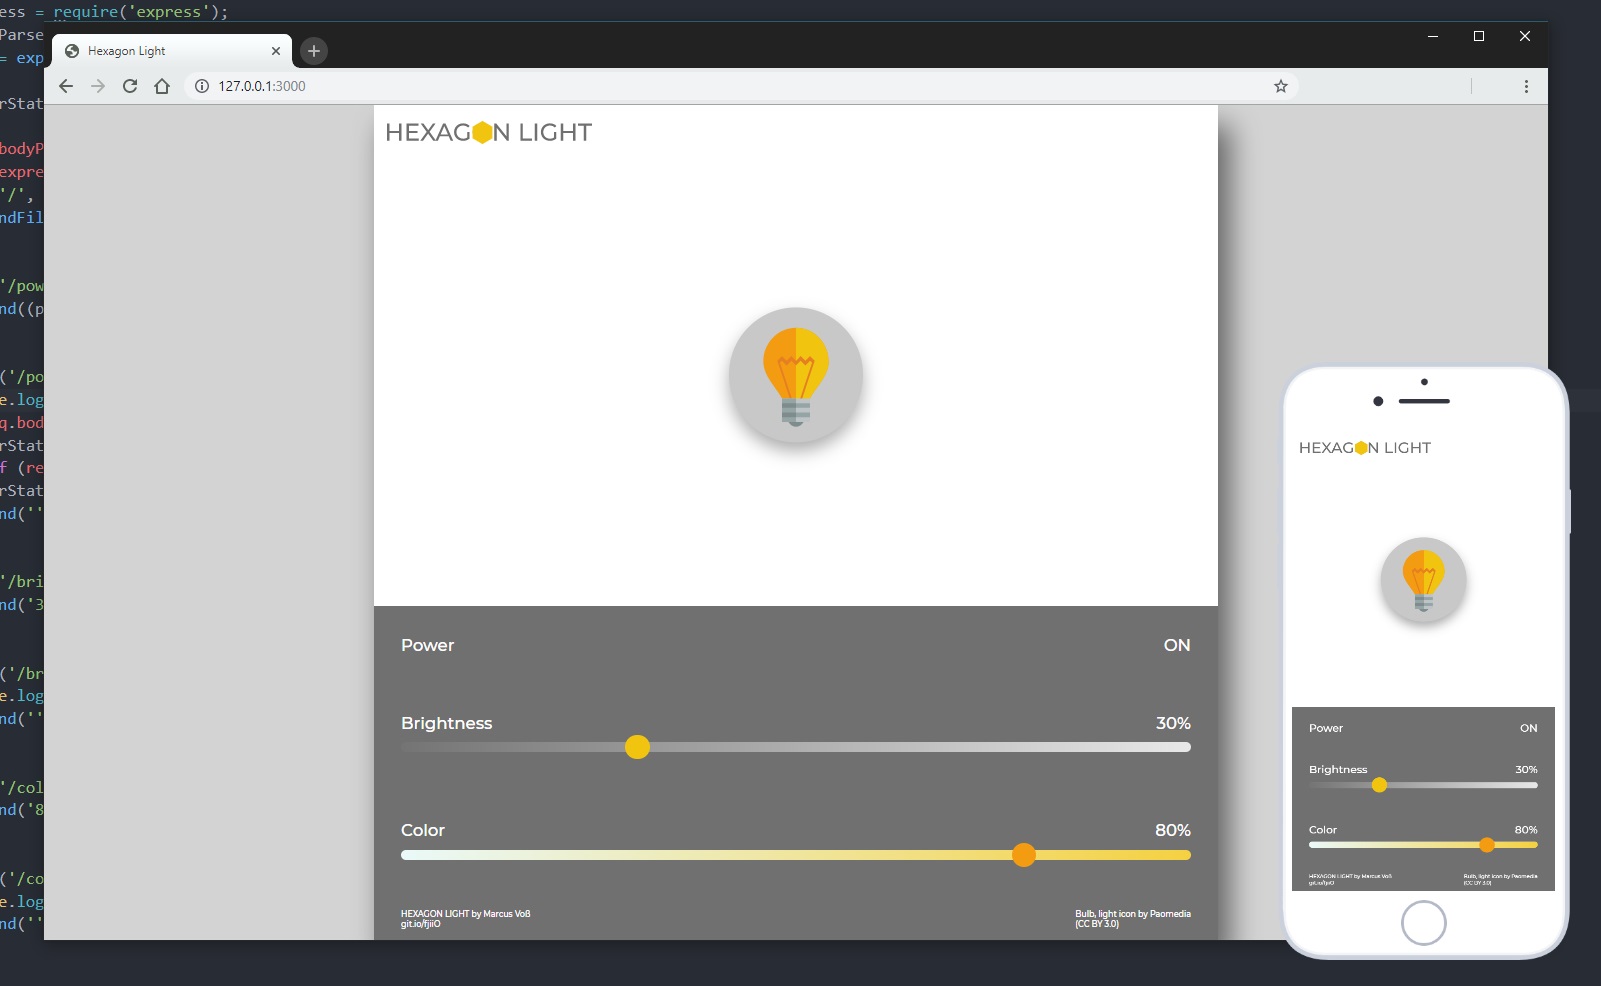 ess = require('express');
Parse
= exp
rStat
bodyP
expre
'/',
ndFil
'/pow
nd((p
('/po
e.log
q.bod
rStat
f (re
rStat
nd(''
'/bri
nd('3
('/br
e.log
nd(''
'/col
nd('8
('/co
e.log
nd(''
Hexagon Light
127.0.0.1:3000
HEXAGON LIGHT
Power ON
Brightness 30%
Color 80%
HEXAGON LIGHT by Marcus Voß
git.io/fjiiO
Bulb, light icon by Paomedia
(CC BY 3.0)
HEXAGON LIGHT
Power ON
Brightness 30%
Color 80%
HEXAGON LIGHT by Marcus Voß
git.io/fjiiO
Bulb, light icon by Paomedia
(CC BY 3.0)